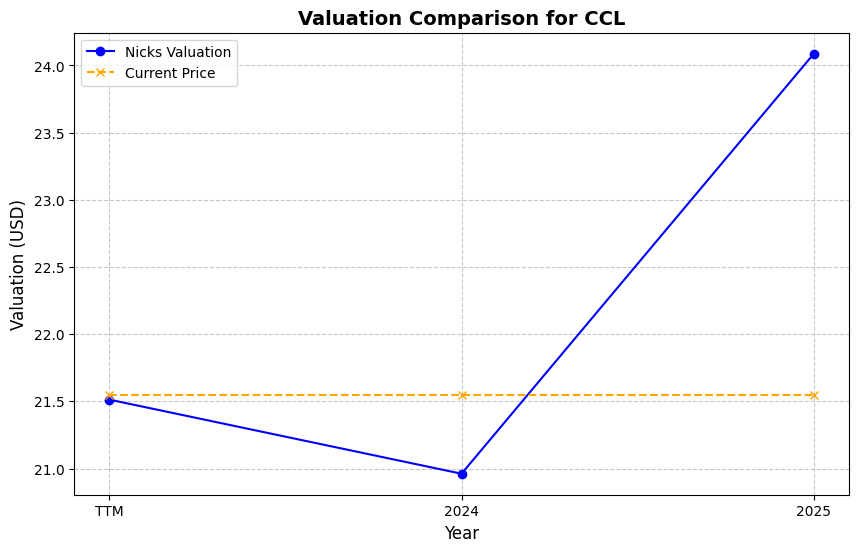 Valuation Comparison for CCL
Nicks Valuation
Current Price
Valuation (USD)
24.0
23.5
23.0
22.5
22.0
21.5
21.0
TTM
2024
2025
Year